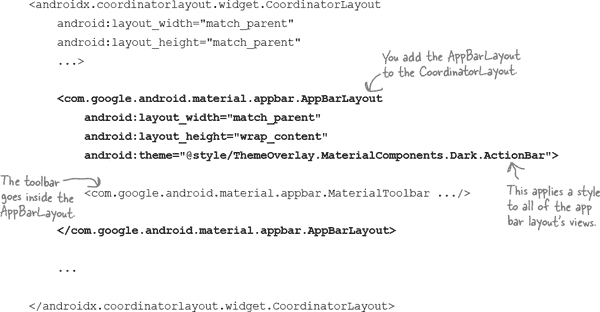 <androidx.coordinatorlayout.widget.CoordinatorLayout
android:layout_width="match_parent"
android:layout_height="match_parent"
...>
You add the AppBarLayout
to the CoordinatorLayout.
<com.google.android.material.appbar.AppBarLayout
android:layout_width="match_parent"
android:layout_height="wrap_content"
android:theme="@style/ThemeOverlay.MaterialComponents.Dark.ActionBar">
The toolbar
goes inside the
AppBarLayout.
<com.google.android.material.appbar.MaterialToolbar .../>
This applies a style
to all of the app
bar layout's views.
</com.google.android.material.appbar.AppBarLayout>
...
</androidx.coordinatorlayout.widget.CoordinatorLayout>